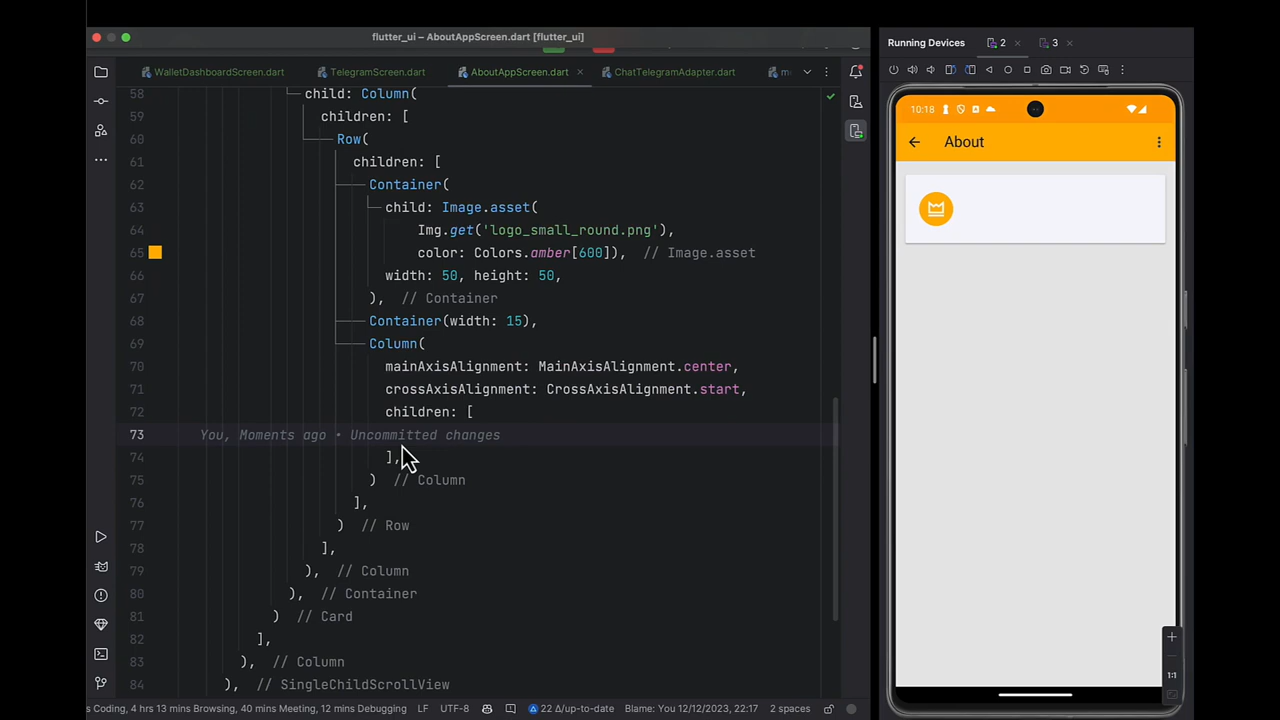 flutter_ui – AboutAppScreen.dart [flutter_ui]
WalletDashboardScreen.dart
TelegramScreen.dart
AboutAppScreen.dart
ChatTelegramAdapter.dart
58 child: Column(
59 children: [
60 Row(
61 children: [
62 Container(
63 child: Image.asset(
64 Img.get('logo_small_round.png'),
65 color: Colors.amber[600]), // Image.asset
66 width: 50, height: 50,
67 ), // Container
68 Container(width: 15),
69 Column(
70 mainAxisAlignment: MainAxisAlignment.center,
71 crossAxisAlignment: CrossAxisAlignment.start,
72 children: [
73 You, Moments ago • Uncommitted changes
74 ],
75 ) // Column
76 ],
77 ) // Row
78 ],
79 ), // Column
80 ), // Container
81 ) // Card
82 ],
83 ), // Column
84 ), // SingleChildScrollView
s Coding, 4 hrs 13 mins Browsing, 40 mins Meeting, 12 mins Debugging
LF
UTF-8
22 Δ/up-to-date
Blame: You 12/12/2023, 22:17
2 spaces
Running Devices
2
3
10:18
About
1:1